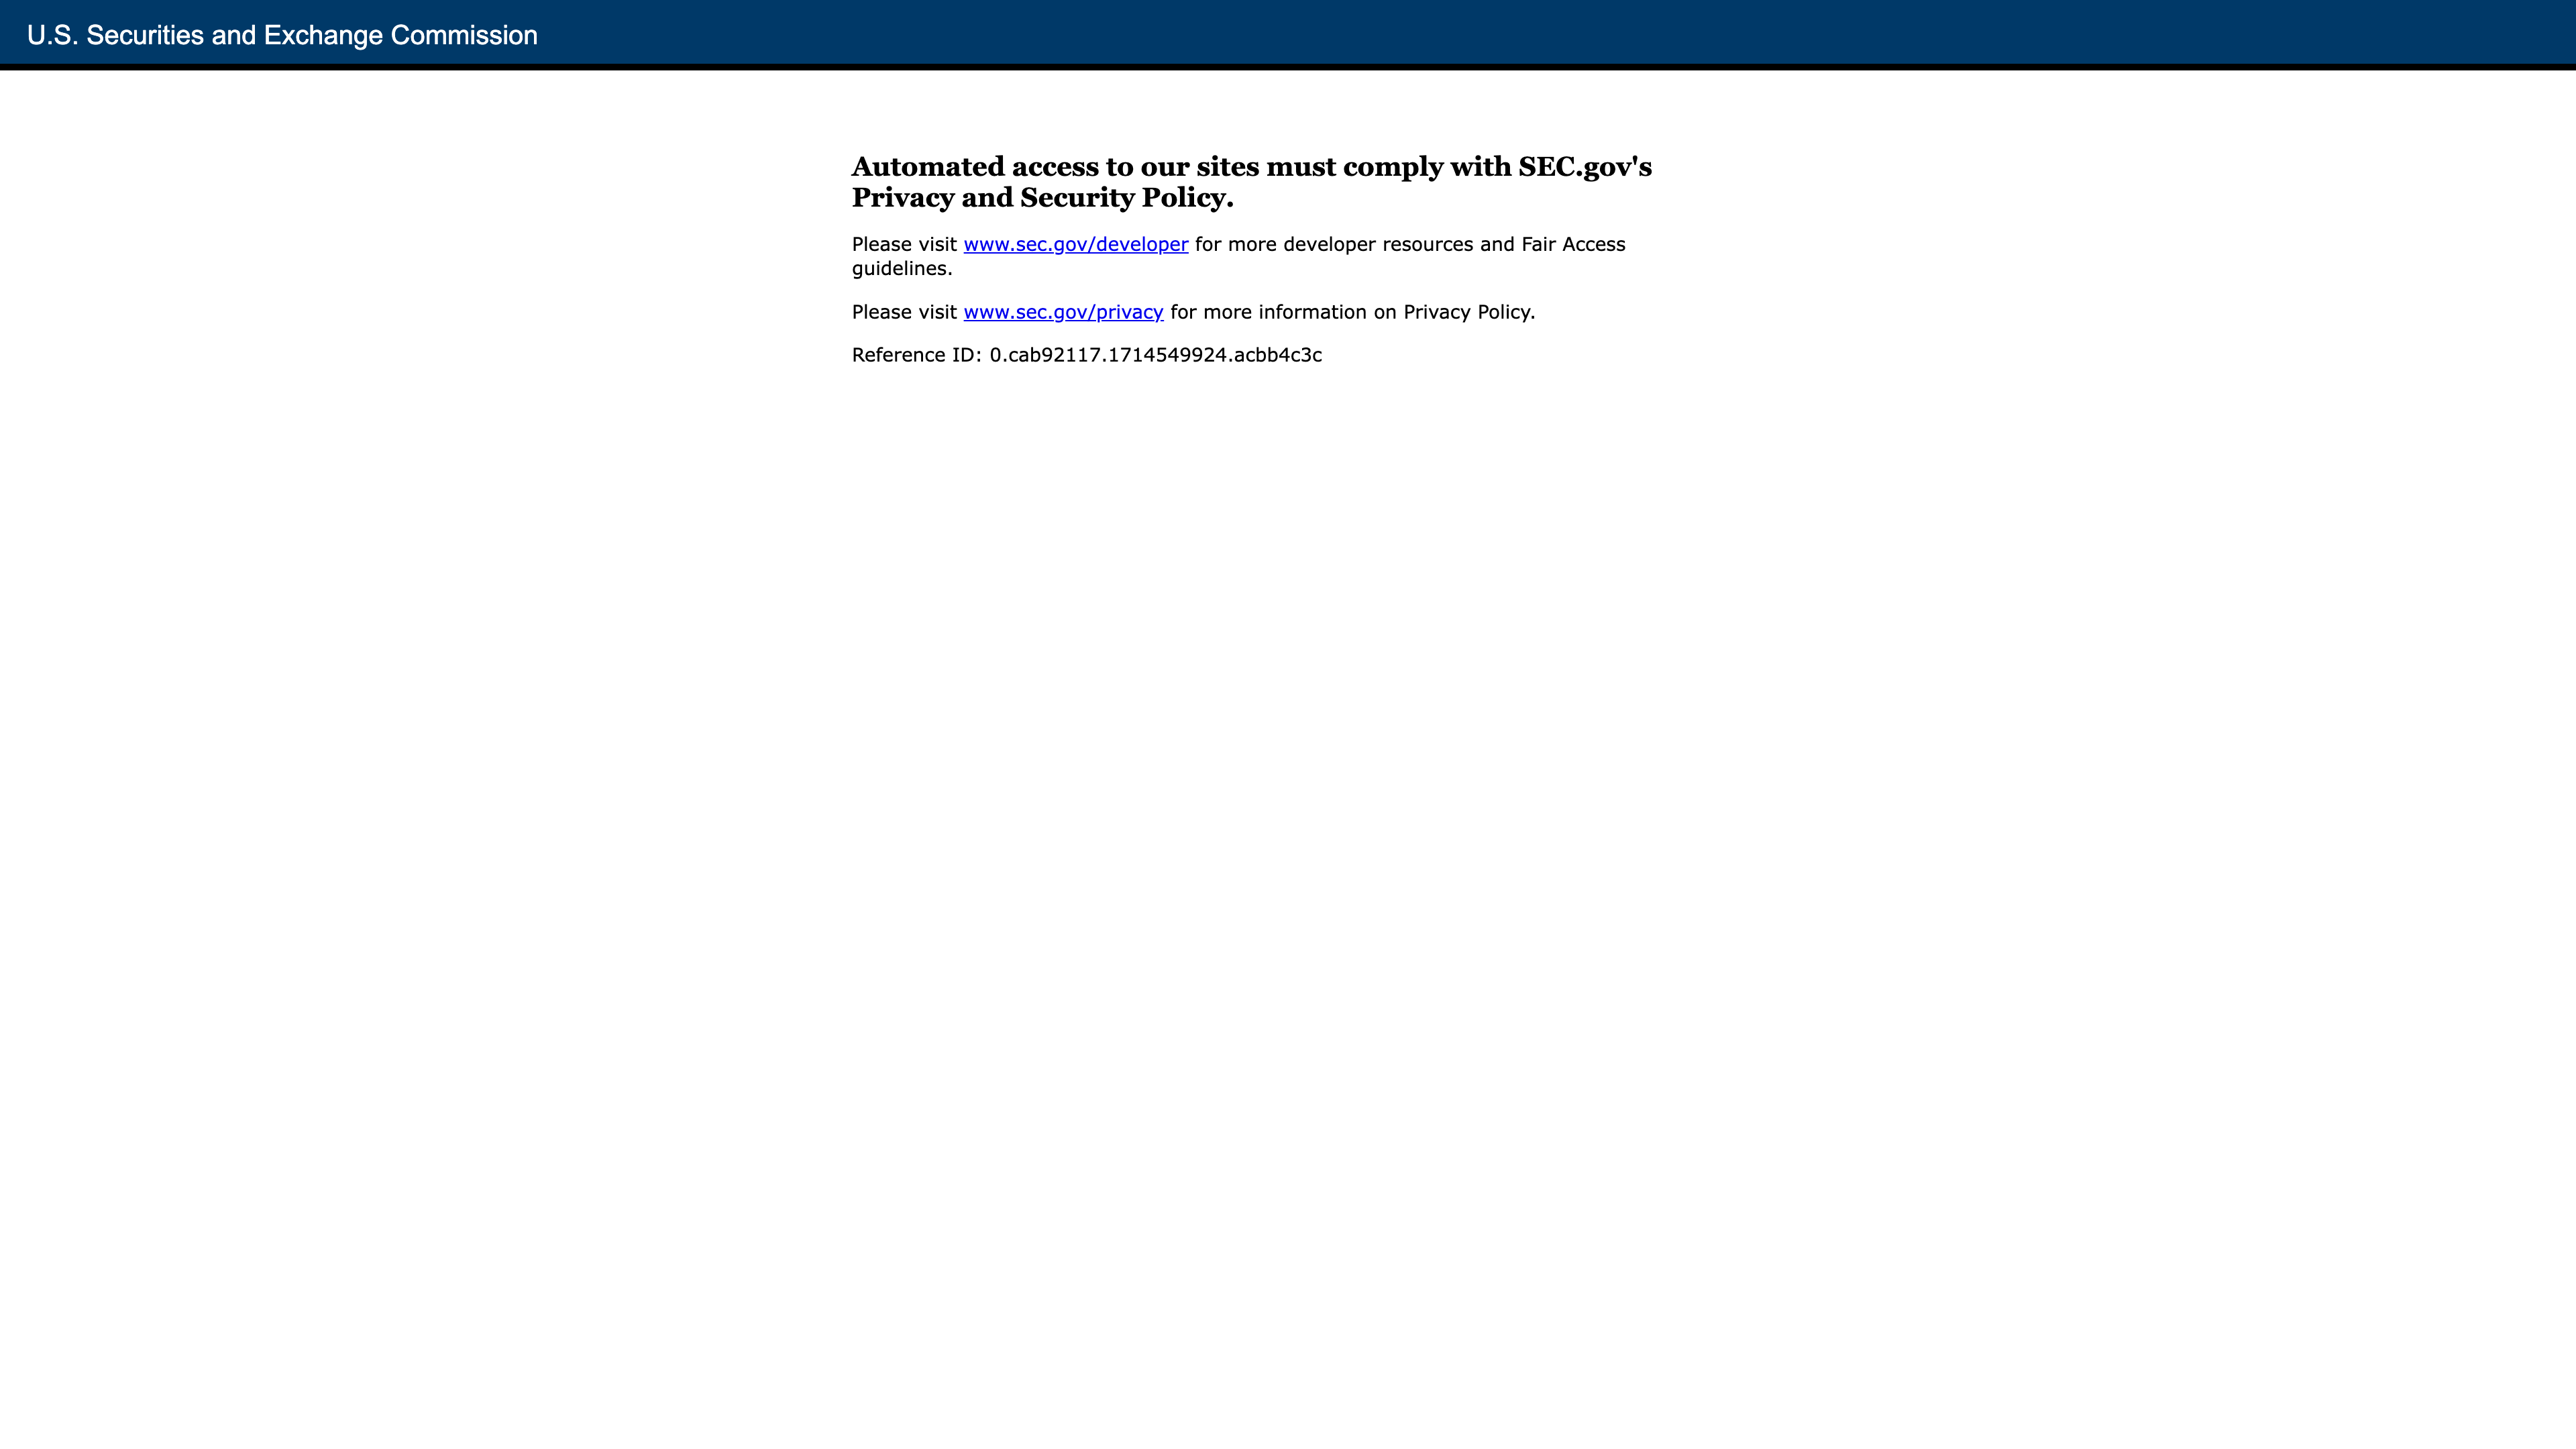 U.S. Securities and Exchange Commission
Automated access to our sites must comply with SEC.gov's
Privacy and Security Policy.
Please visit www.sec.gov/developer for more developer resources and Fair Access
guidelines.
Please visit www.sec.gov/privacy for more information on Privacy Policy.
Reference ID: 0.cab92117.1714549924.acbb4c3c